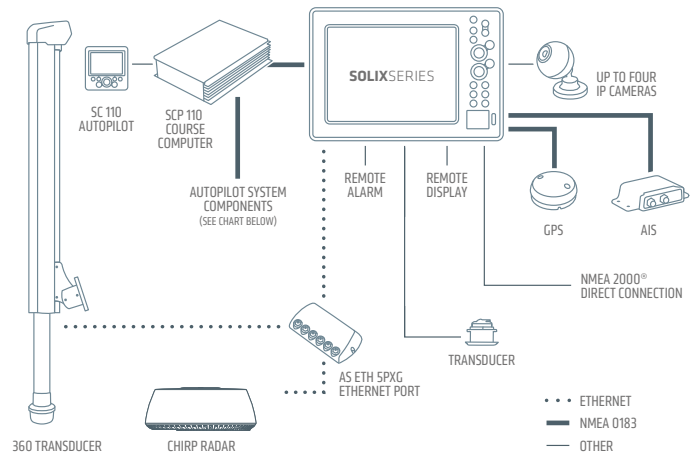 SOLIXSERIES
SC 110
AUTOPILOT
SCP 110
COURSE
COMPUTER
UP TO FOUR
IP CAMERAS
AUTOPILOT SYSTEM
COMPONENTS
(SEE CHART BELOW)
REMOTE
ALARM
REMOTE
DISPLAY
GPS
AIS
NMEA 2000®
DIRECT CONNECTION
TRANSDUCER
AS ETH 5PXG
ETHERNET PORT
360 TRANSDUCER
CHIRP RADAR
ETHERNET
NMEA 0183
OTHER